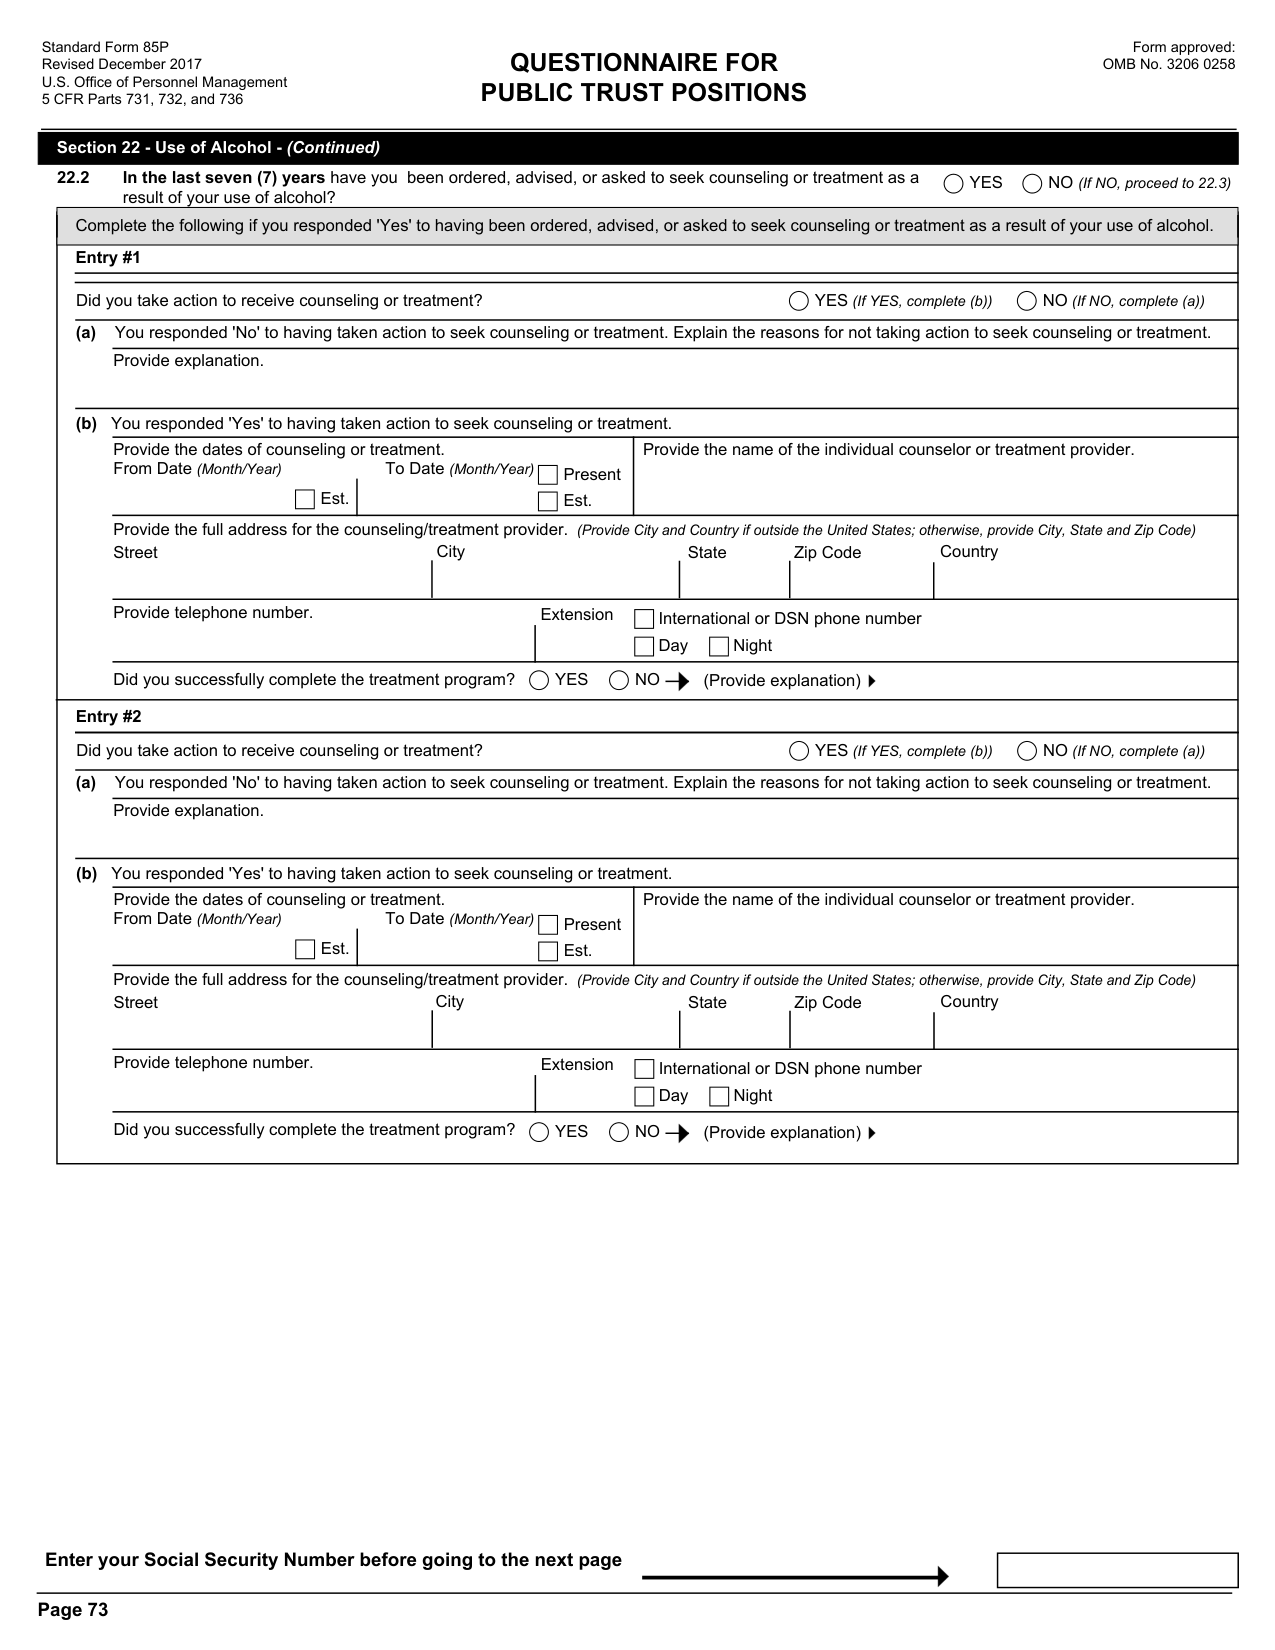 Standard Form 85P
Revised December 2017
U.S. Office of Personnel Management
5 CFR Parts 731, 732, and 736
QUESTIONNAIRE FOR
PUBLIC TRUST POSITIONS
Form approved:
OMB No. 3206 0258
Section 22 - Use of Alcohol - (Continued)
22.2 In the last seven (7) years have you been ordered, advised, or asked to seek counseling or treatment as a
result of your use of alcohol?
YES NO (If NO, proceed to 22.3)
Complete the following if you responded 'Yes' to having been ordered, advised, or asked to seek counseling or treatment as a result of your use of alcohol.
Entry #1
Did you take action to receive counseling or treatment? YES (If YES, complete (b)) NO (If NO, complete (a))
(a) You responded 'No' to having taken action to seek counseling or treatment. Explain the reasons for not taking action to seek counseling or treatment.
Provide explanation.
(b) You responded 'Yes' to having taken action to seek counseling or treatment.
Provide the dates of counseling or treatment. Provide the name of the individual counselor or treatment provider.
From Date (Month/Year) To Date (Month/Year) Present
Est. Est.
Provide the full address for the counseling/treatment provider. (Provide City and Country if outside the United States; otherwise, provide City, State and Zip Code)
Street City State Zip Code Country
Provide telephone number. Extension International or DSN phone number
Day Night
Did you successfully complete the treatment program? YES NO (Provide explanation)
Entry #2
Did you take action to receive counseling or treatment? YES (If YES, complete (b)) NO (If NO, complete (a))
(a) You responded 'No' to having taken action to seek counseling or treatment. Explain the reasons for not taking action to seek counseling or treatment.
Provide explanation.
(b) You responded 'Yes' to having taken action to seek counseling or treatment.
Provide the dates of counseling or treatment. Provide the name of the individual counselor or treatment provider.
From Date (Month/Year) To Date (Month/Year) Present
Est. Est.
Provide the full address for the counseling/treatment provider. (Provide City and Country if outside the United States; otherwise, provide City, State and Zip Code)
Street City State Zip Code Country
Provide telephone number. Extension International or DSN phone number
Day Night
Did you successfully complete the treatment program? YES NO (Provide explanation)
Enter your Social Security Number before going to the next page
Page 73